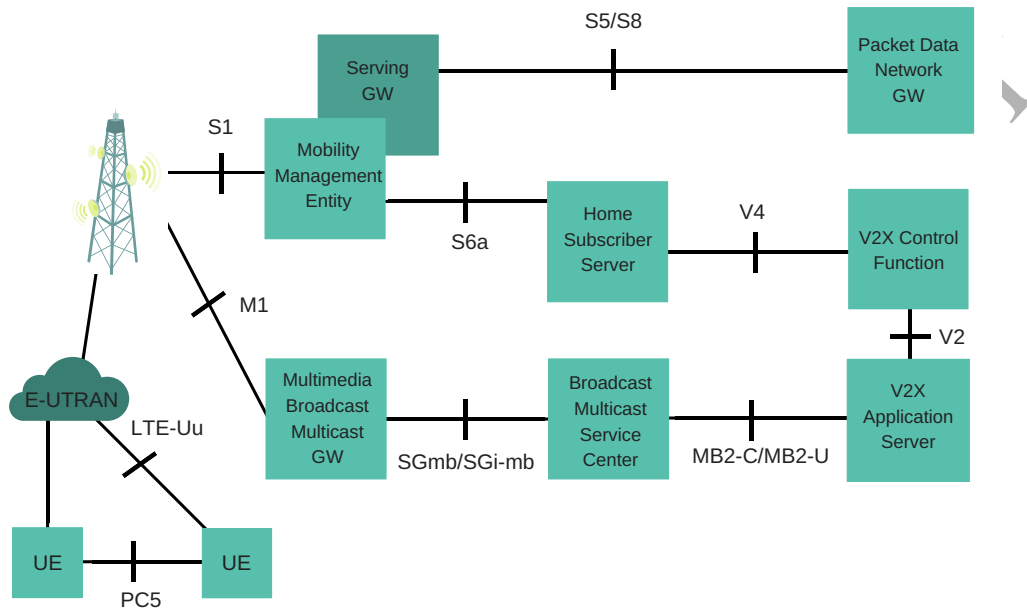 S5/S8
Serving
GW
Packet Data
Network
GW
S1
Mobility
Management
Entity
S6a
Home
Subscriber
Server
V4
V2X Control
Function
M1
V2
E-UTRAN
LTE-Uu
Multimedia
Broadcast
Multicast
GW
SGmb/SGi-mb
Broadcast
Multicast
Service
Center
MB2-C/MB2-U
V2X
Application
Server
UE
UE
PC5